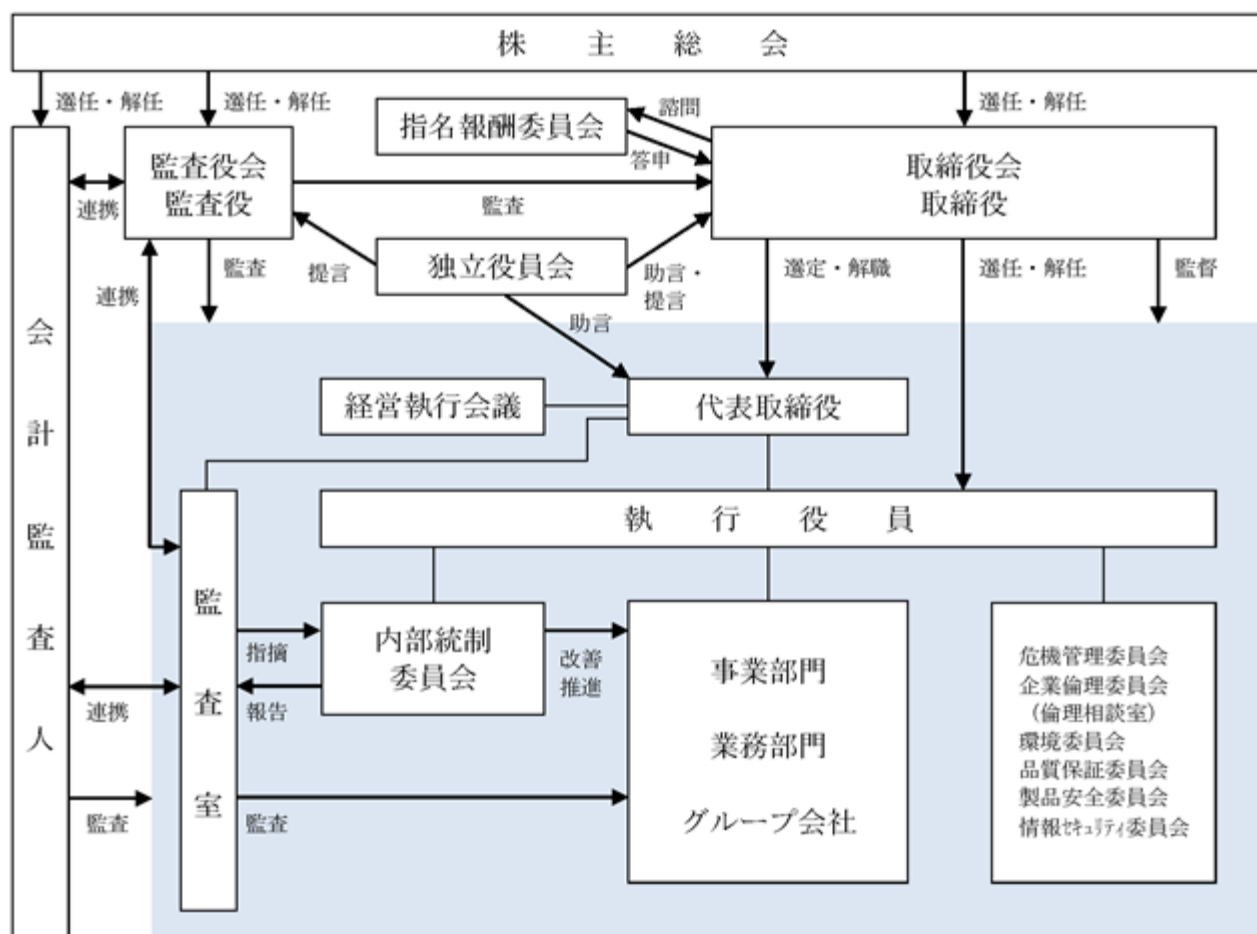 株主総会
選任・解任
選任・解任
選任・解任
指名報酬委員会
諮問
答申
監査役会
監査役
取締役会
取締役
連携
監査
独立役員会
監査
提言
助言・
提言
選定・解職
選任・解任
監督
連携
助言
会計監査人
経営執行会議
代表取締役
執行役員
監査室
指摘
報告
内部統制
委員会
改善
推進
事業部門
業務部門
グループ会社
危機管理委員会
企業倫理委員会
(倫理相談室)
環境委員会
品質保証委員会
製品安全委員会
情報ｾｷｭﾘﾃｨ委員会
連携
監査
監査